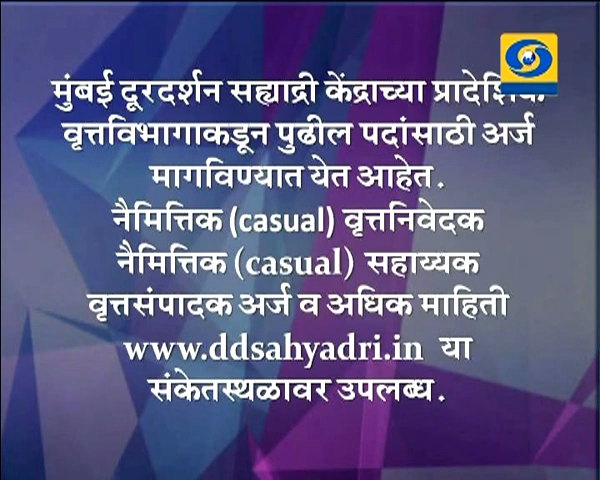 मुंबई दूरदर्शन सह्याद्री केंद्राच्या प्रादेशिक
वृत्तविभागाकडून पुढील पदांसाठी अर्ज
मागविण्यात येत आहेत.
नैमित्तिक (casual) वृत्तनिवेदक
नैमित्तिक (casual) सहाय्यक
वृत्तसंपादक अर्ज व अधिक माहिती
www.ddsahyadri.in या
संकेतस्थळावर उपलब्ध.